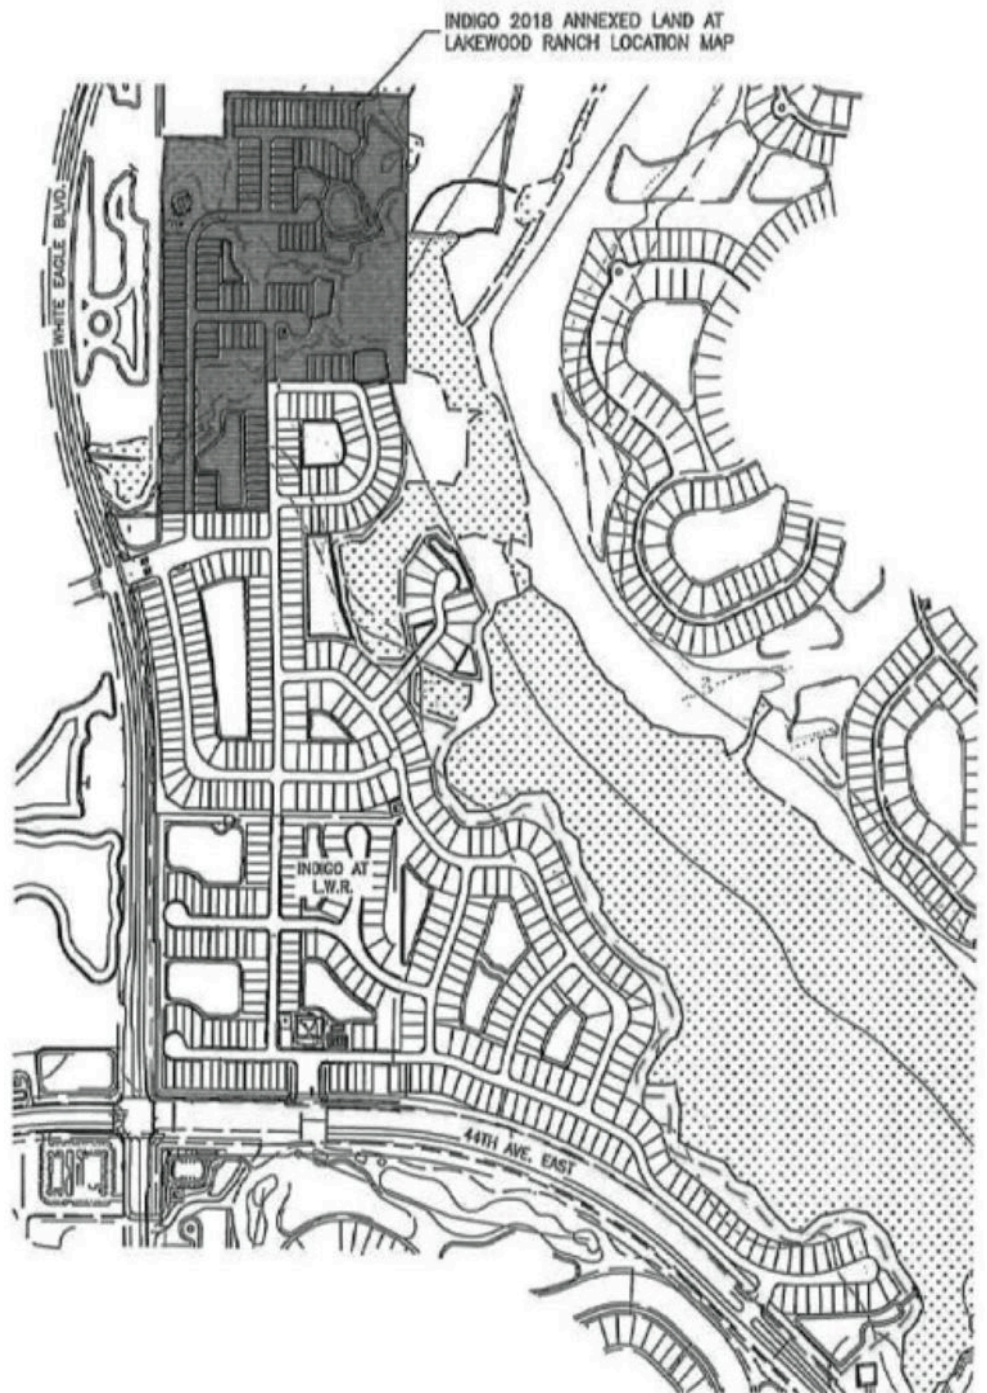 INDIGO 2018 ANNEXED LAND AT
LAKEWOOD RANCH LOCATION MAP
WHITE EAGLE BLVD.
INDIGO AT
L.W.R.
44TH AVE. EAST